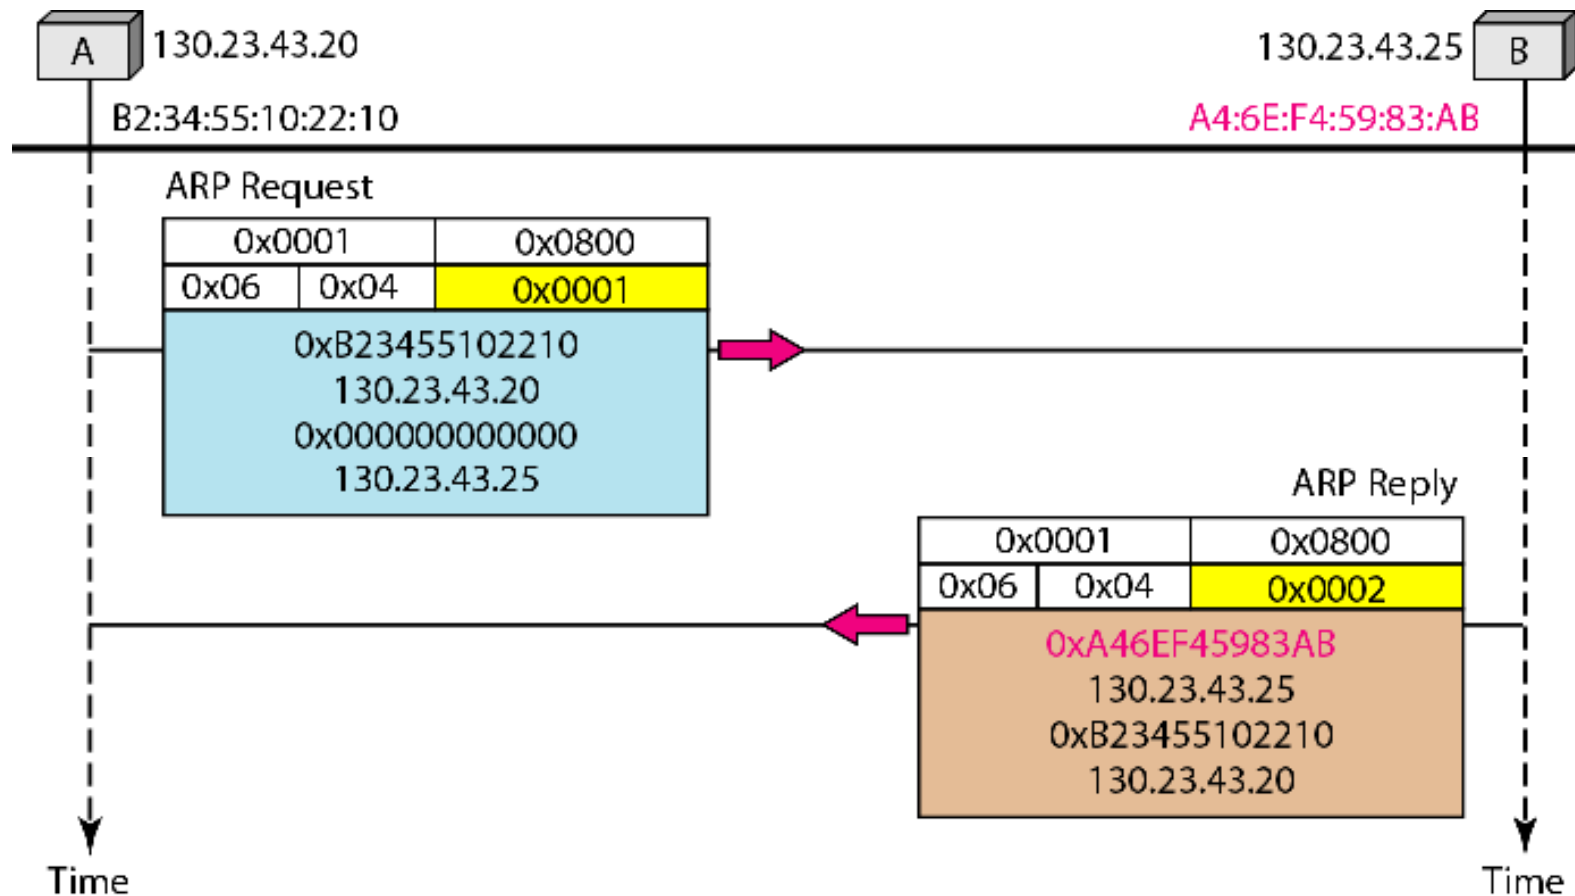 A 130.23.43.20 130.23.43.25 B
B2:34:55:10:22:10 A4:6E:F4:59:83:AB
ARP Request
0x0001 0x0800
0x06 0x04 0x0001
0xB23455102210
130.23.43.20
0x000000000000
130.23.43.25
ARP Reply
0x0001 0x0800
0x06 0x04 0x0002
0xA46EF45983AB
130.23.43.25
0xB23455102210
130.23.43.20
Time Time